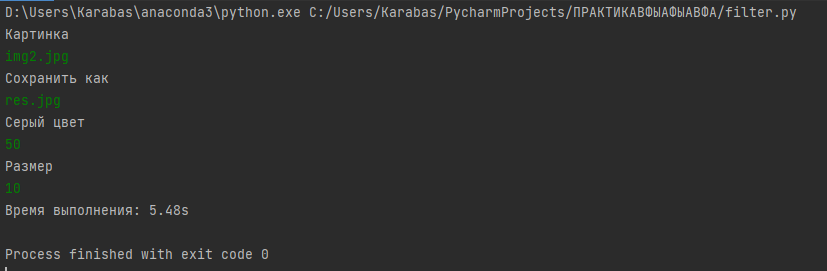 D:\Users\Karabas\anaconda3\python.exe C:/Users/Karabas/PycharmProjects/ПРАКТИКАВФЫАФЫАВФА/filter.py
Картинка
img2.jpg
Сохранить как
res.jpg
Серый цвет
50
Размер
10
Время выполнения: 5.48s
Process finished with exit code 0